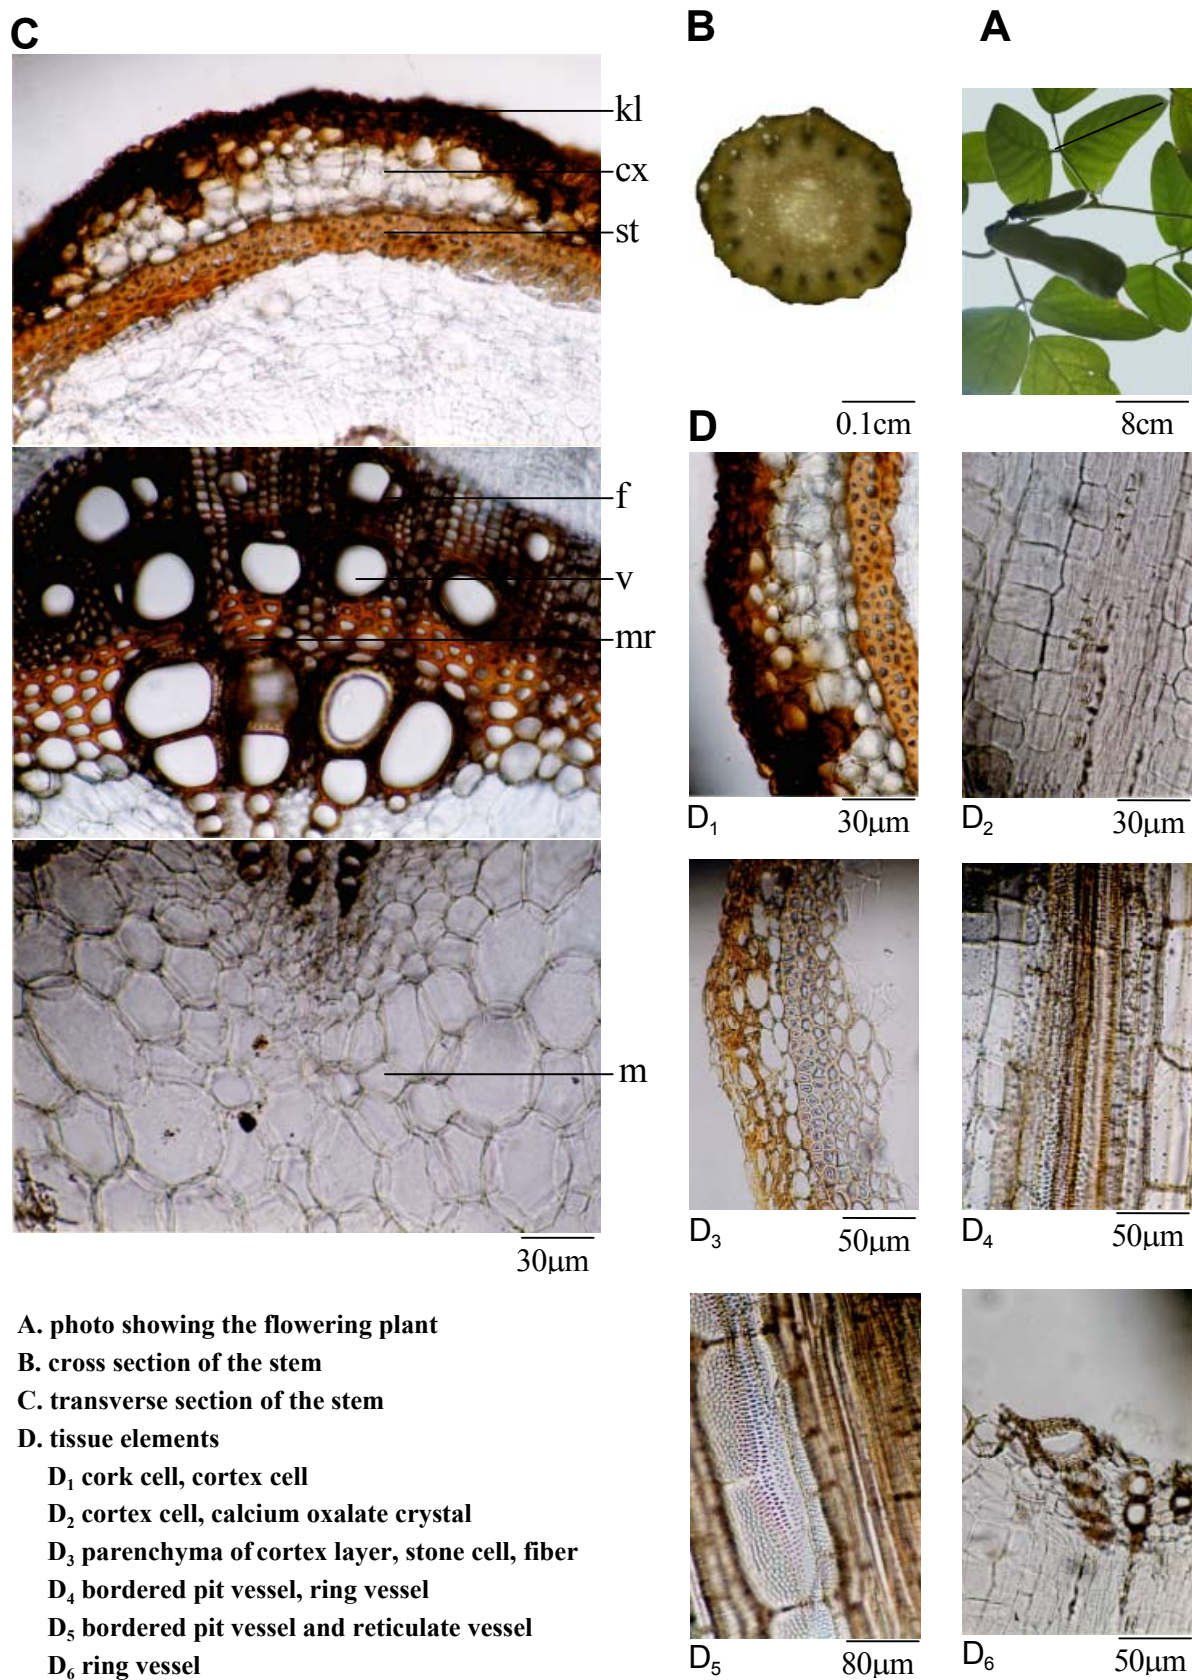 C
B
A
kl
cx
st
f
v
mr
m
30μm
0.1cm
8cm
D
D₁
30μm
D₂
30μm
D₃
50μm
D₄
50μm
D₅
80μm
D₆
50μm
A. photo showing the flowering plant
B. cross section of the stem
C. transverse section of the stem
D. tissue elements
D₁ cork cell, cortex cell
D₂ cortex cell, calcium oxalate crystal
D₃ parenchyma of cortex layer, stone cell, fiber
D₄ bordered pit vessel, ring vessel
D₅ bordered pit vessel and reticulate vessel
D₆ ring vessel